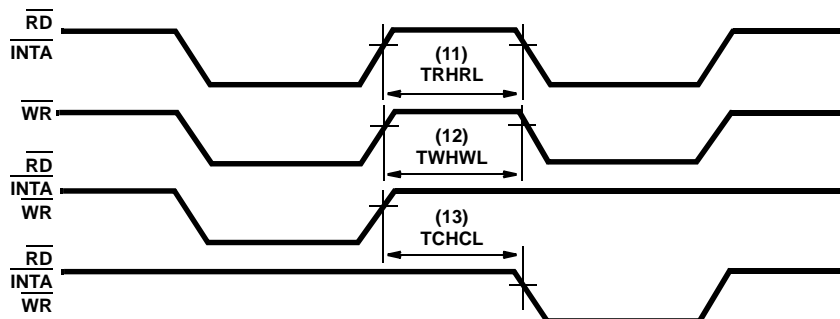 RD
INTA
(11)
TRHRL
WR
(12)
TWHWL
RD
INTA
WR
(13)
TCHCL
RD
INTA
WR